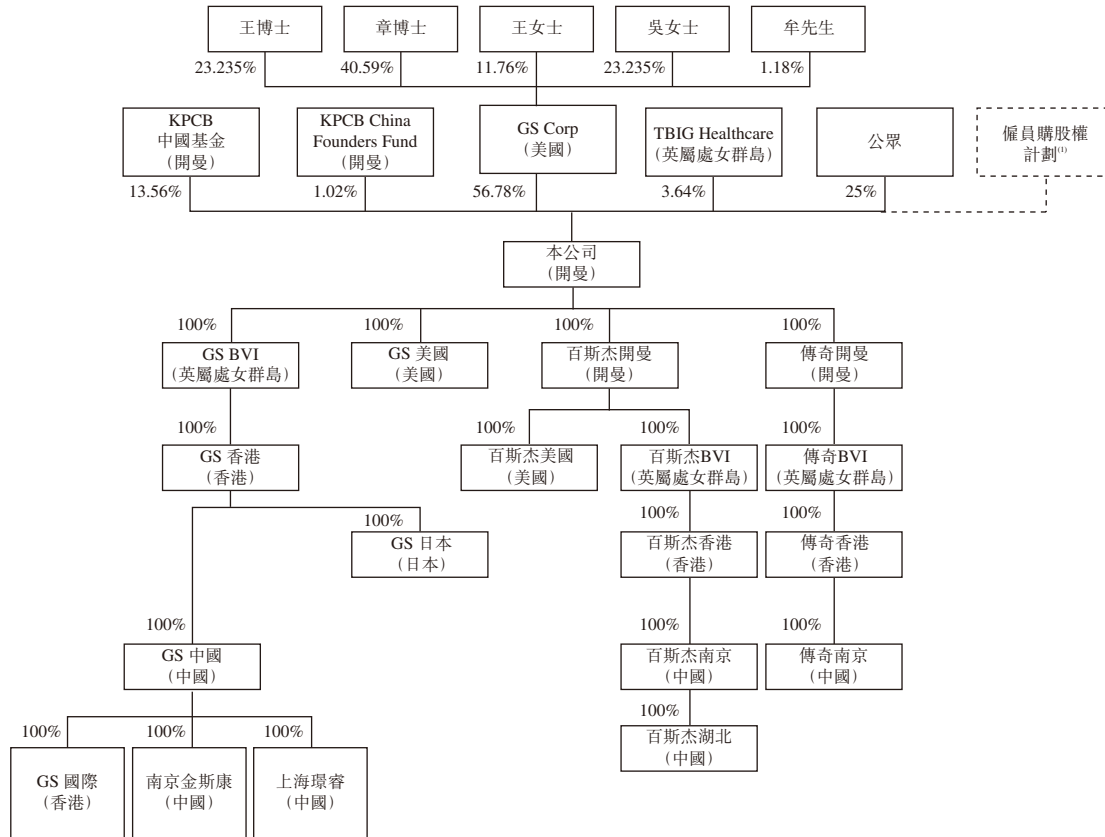 王博士
章博士
王女士
吳女士
牟先生
23.235%
40.59%
11.76%
23.235%
1.18%
KPCB
中國基金
（開曼）
KPCB China
Founders Fund
（開曼）
GS Corp
（美國）
TBIG Healthcare
（英屬處女群島）
公眾
僱員購股權
計劃(1)
13.56%
1.02%
56.78%
3.64%
25%
本公司
（開曼）
100%
100%
100%
100%
GS BVI
（英屬處女群島）
GS 美國
（美國）
百斯杰開曼
（開曼）
傳奇開曼
（開曼）
100%
100%
100%
100%
GS 香港
（香港）
百斯杰美國
（美國）
百斯杰BVI
（英屬處女群島）
傳奇BVI
（英屬處女群島）
100%
100%
100%
GS 日本
（日本）
百斯杰香港
（香港）
傳奇香港
（香港）
100%
100%
100%
GS 中國
（中國）
百斯杰南京
（中國）
傳奇南京
（中國）
100%
100%
100%
100%
GS 國際
（香港）
南京金斯康
（中國）
上海璟睿
（中國）
百斯杰湖北
（中國）